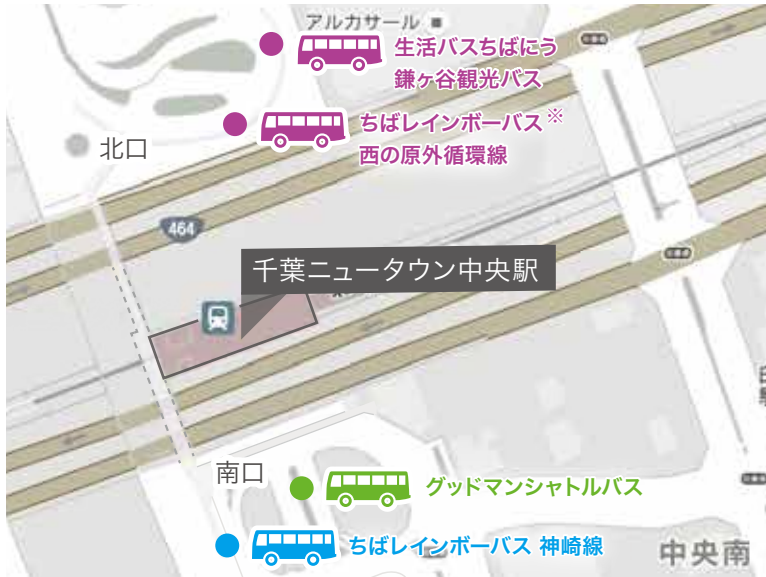 アルカサール
生活バスちばにう
鎌ヶ谷観光バス
ちばレインボーバス※
西の原外循環線
北口
464
千葉ニュータウン中央駅
南口
グッドマンシャトルバス
ちばレインボーバス 神崎線
中央南